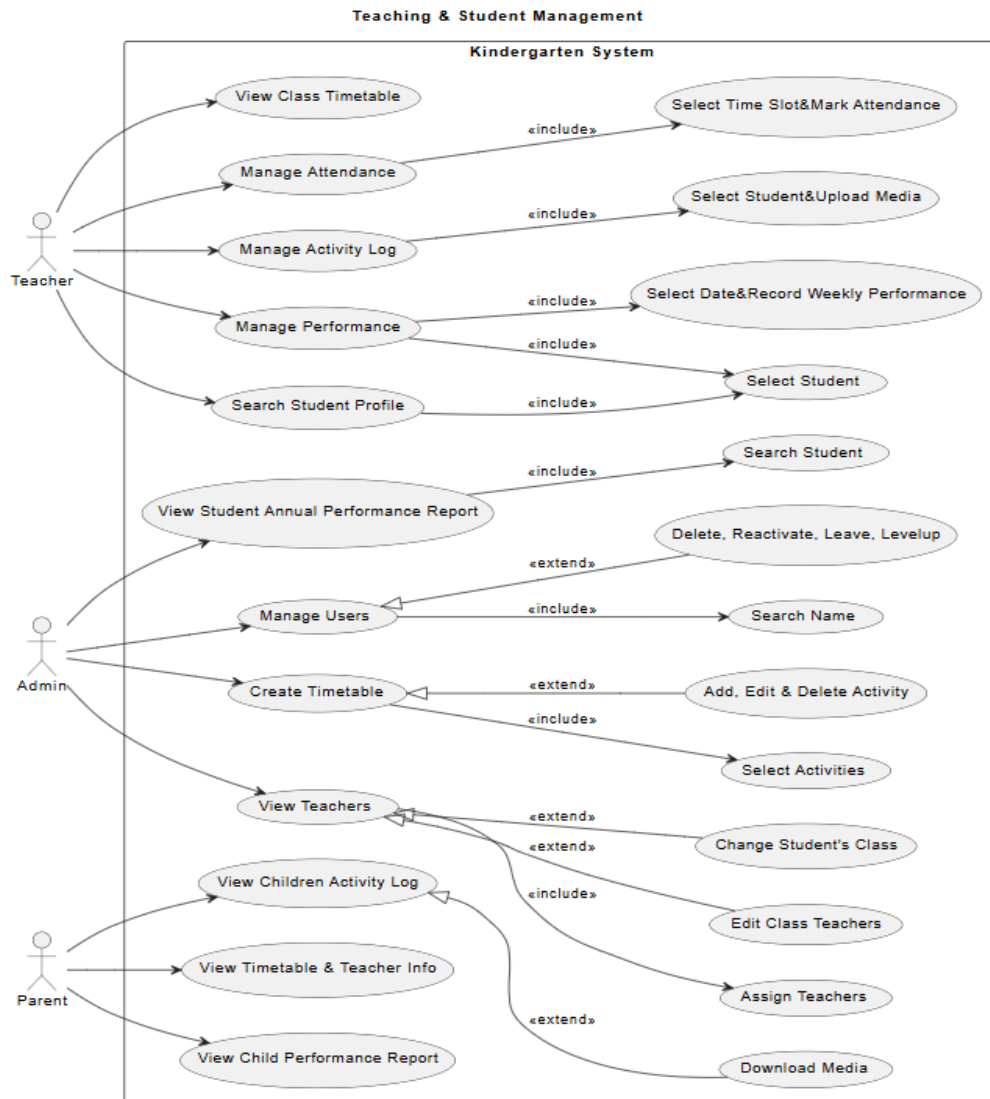 Teaching & Student Management
Kindergarten System
View Class Timetable
Select Time Slot&Mark Attendance
«include»
Manage Attendance
Select Student&Upload Media
«include»
Manage Activity Log
Teacher
Select Date&Record Weekly Performance
«include»
Manage Performance
«include»
Select Student
Search Student Profile
«include»
Search Student
«include»
View Student Annual Performance Report
Delete, Reactivate, Leave, Levelup
«extend»
Manage Users
«include»
Search Name
Admin
Create Timetable
«extend»
Add, Edit & Delete Activity
«include»
Select Activities
View Teachers
«extend»
Change Student's Class
«extend»
View Children Activity Log
«include»
Edit Class Teachers
View Timetable & Teacher Info
Parent
Assign Teachers
«extend»
View Child Performance Report
Download Media